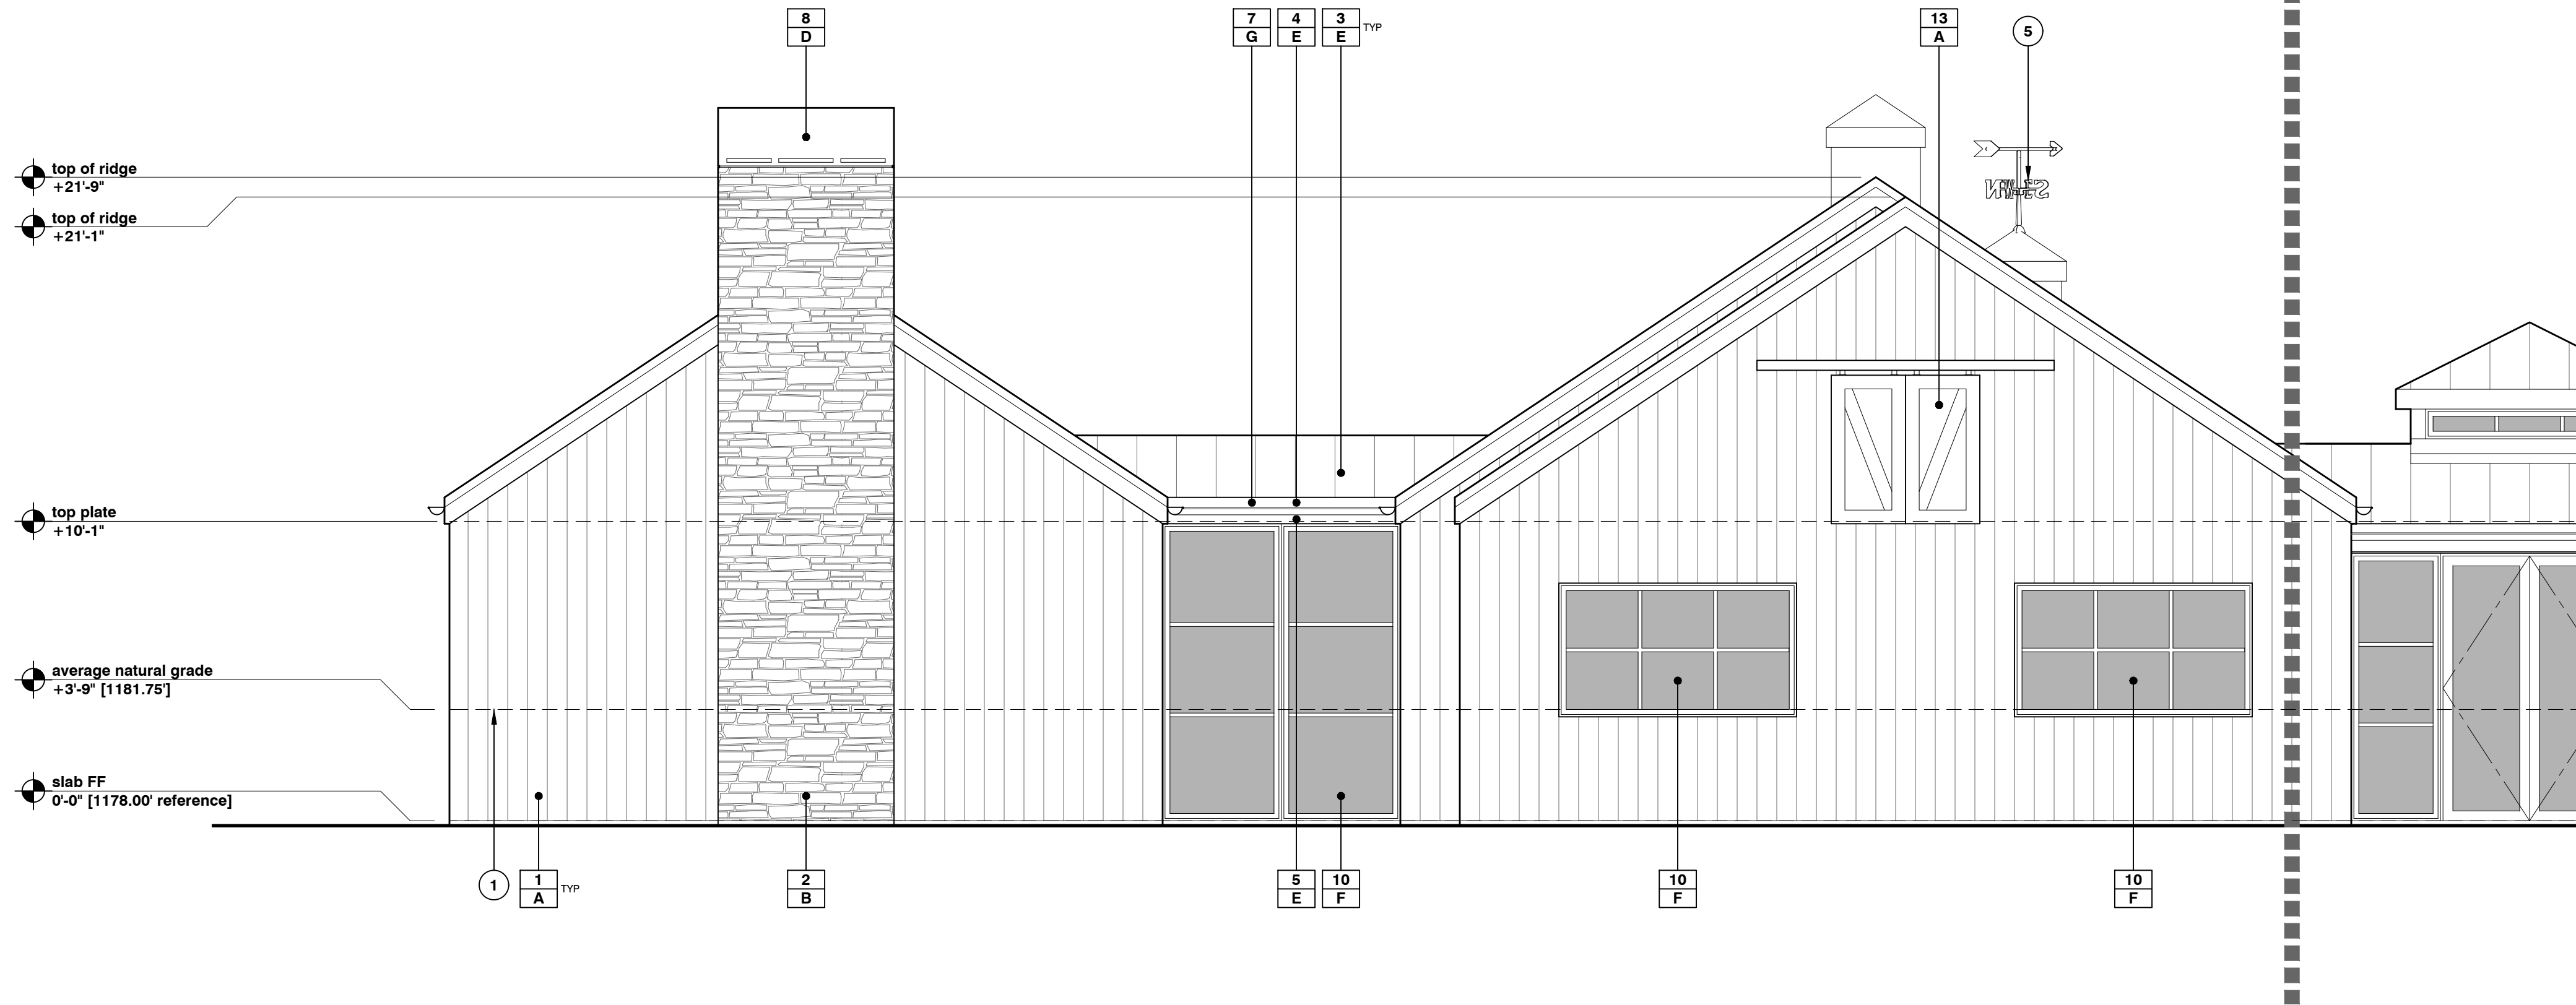 8
D
7
G
4
E
3
E
TYP
13
A
5
top of ridge
+21'-9"
top of ridge
+21'-1"
top plate
+10'-1"
average natural grade
+3'-9" [1181.75']
slab FF
0'-0" [1178.00' reference]
1
1
A
TYP
2
B
5
E
10
F
10
F
10
F